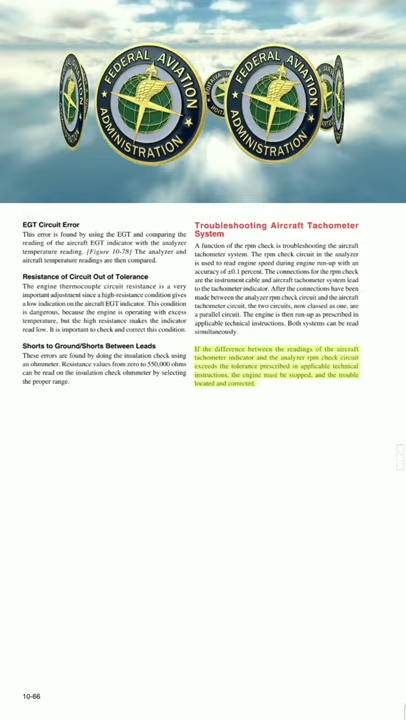 FEDERAL AVIATION
ADMINISTRATION
FEDERAL AVIATION
ADMINISTRATION
EGT Circuit Error
This error is found by using the EGT and comparing the
reading of the aircraft EGT indicator with the analyzer
temperature reading. [Figure 10-78] The analyzer and
aircraft temperature readings are then compared.
Resistance of Circuit Out of Tolerance
The engine thermocouple circuit resistance is a very
important adjustment since a high-resistance condition gives
a low indication on the aircraft EGT indicator. This condition
is dangerous, because the engine is operating with excess
temperature, but the high resistance makes the indicator
read low. It is important to check and correct this condition.
Shorts to Ground/Shorts Between Leads
These errors are found by doing the insulation check using
an ohmmeter. Resistance values from zero to 550,000 ohms
can be read on the insulation check ohmmeter by selecting
the proper range.
Troubleshooting Aircraft Tachometer
System
A function of the rpm check is troubleshooting the aircraft
tachometer system. The rpm check circuit in the analyzer
is used to read engine speed during engine run-up with an
accuracy of ±0.1 percent. The connections for the rpm check
are the instrument cable and aircraft tachometer system lead
to the tachometer indicator. After the connections have been
made between the analyzer rpm check circuit and the aircraft
tachometer circuit, the two circuits, now classed as one, are
a parallel circuit. The engine is then run-up as prescribed in
applicable technical instructions. Both systems can be read
simultaneously.
If the difference between the readings of the aircraft
tachometer indicator and the analyzer rpm check circuit
exceeds the tolerance prescribed in applicable technical
instructions, the engine must be stopped, and the trouble
located and corrected.
10-66